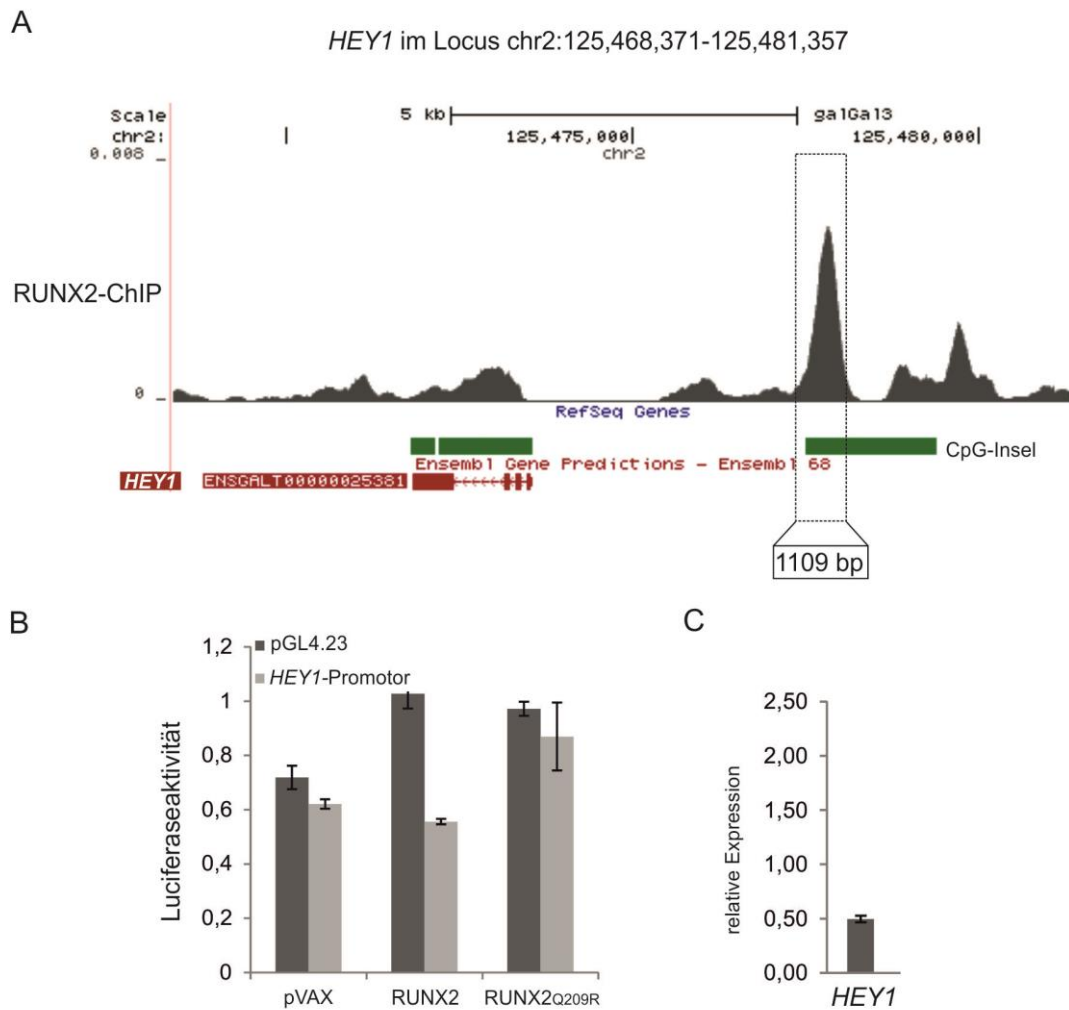 A
HEY1 im Locus chr2:125,468,371-125,481,357
Scale
5 kb
galGal3
chr2:
125,475,000
125,480,000
0.008
chr2
RUNX2-ChIP
0
RefSeq Genes
CpG-Insel
Ensembl Gene Predictions - Ensembl 68
HEY1
ENSGALT00000025381
1109 bp
B
pGL4.23
HEY1-Promotor
Luciferaseaktivität
1,2
1
0,8
0,6
0,4
0,2
0
pVAX
RUNX2
RUNX2Q209R
C
relative Expression
2,50
2,00
1,50
1,00
0,50
0,00
HEY1